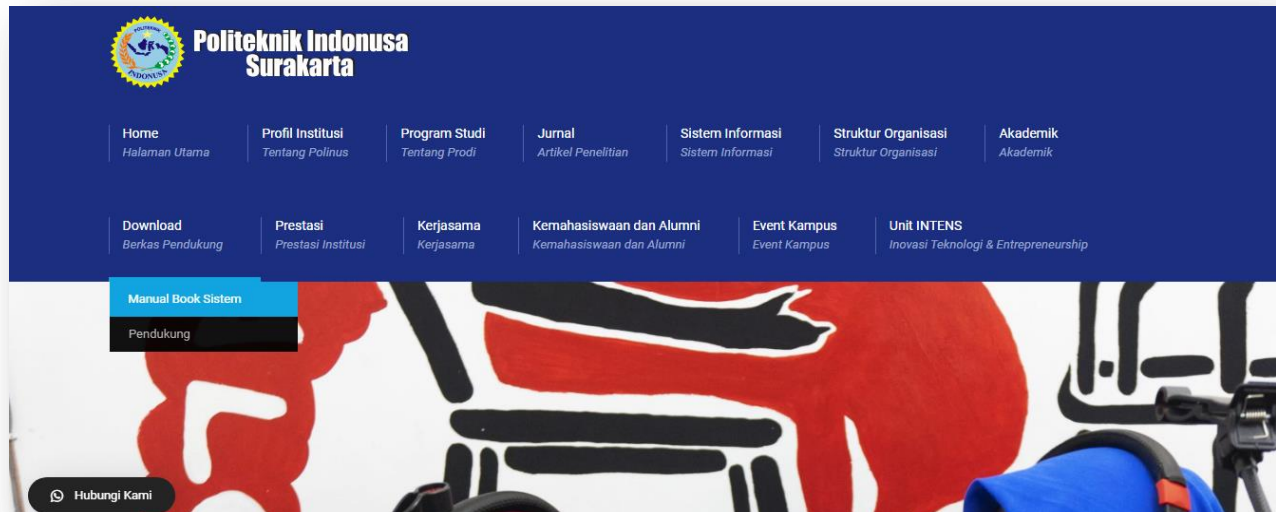 POLITEKNIK
INDONUSA
Politeknik Indonusa
Surakarta
Home
Halaman Utama
Profil Institusi
Tentang Polinus
Program Studi
Tentang Prodi
Jurnal
Artikel Penelitian
Sistem Informasi
Sistem Informasi
Struktur Organisasi
Struktur Organisasi
Akademik
Akademik
Download
Berkas Pendukung
Prestasi
Prestasi Institusi
Kerjasama
Kerjasama
Kemahasiswaan dan Alumni
Kemahasiswaan dan Alumni
Event Kampus
Event Kampus
Unit INTENS
Inovasi Teknologi & Entrepreneurship
Manual Book Sistem
Pendukung
Hubungi Kami